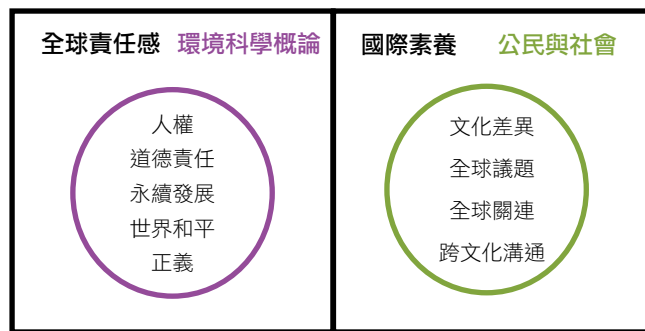 全球責任感 環境科學概論
人權
道德責任
永續發展
世界和平
正義
國際素養 公民與社會
文化差異
全球議題
全球關連
跨文化溝通